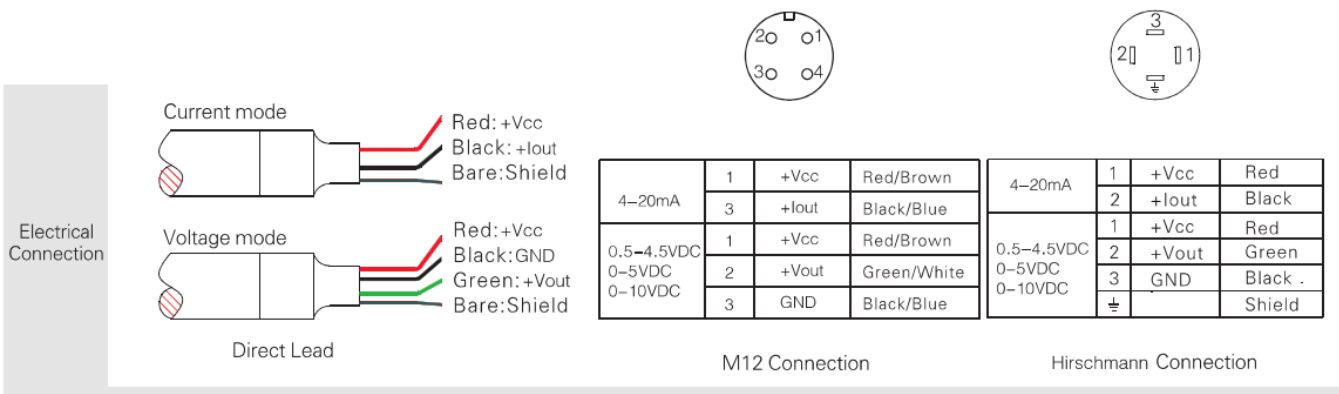 Electrical
Connection
Current mode
Red: +Vcc
Black: +Iout
Bare:Shield
Voltage mode
Red:+Vcc
Black:GND
Green: +Vout
Bare:Shield
Direct Lead
2 1
3 4
4–20mA 1 +Vcc Red/Brown
3 +Iout Black/Blue
0.5–4.5VDC
0–5VDC
0–10VDC
1 +Vcc Red/Brown
2 +Vout Green/White
3 GND Black/Blue
M12 Connection
3
2 1
⏚
4–20mA 1 +Vcc Red
2 +Iout Black
0.5–4.5VDC
0–5VDC
0–10VDC
1 +Vcc Red
2 +Vout Green
3 GND Black .
⏚ Shield
Hirschmann Connection